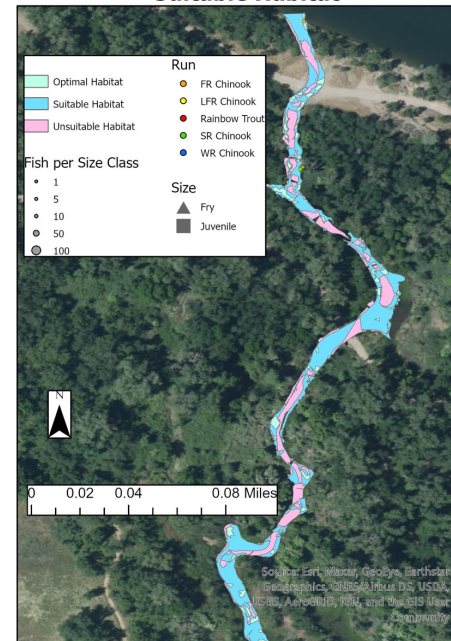 Suitable Habitat
Optimal Habitat
Suitable Habitat
Unsuitable Habitat
Fish per Size Class
1
5
10
50
100
Run
FR Chinook
LFR Chinook
Rainbow Trout
SR Chinook
WR Chinook
Size
Fry
Juvenile
N
0 0.02 0.04 0.08 Miles
Source: Esri, Maxar, GeoEye, Earthstar
Geographics, CNES/Airbus DS, USDA,
USGS, AeroGRID, IGN, and the GIS User
Community